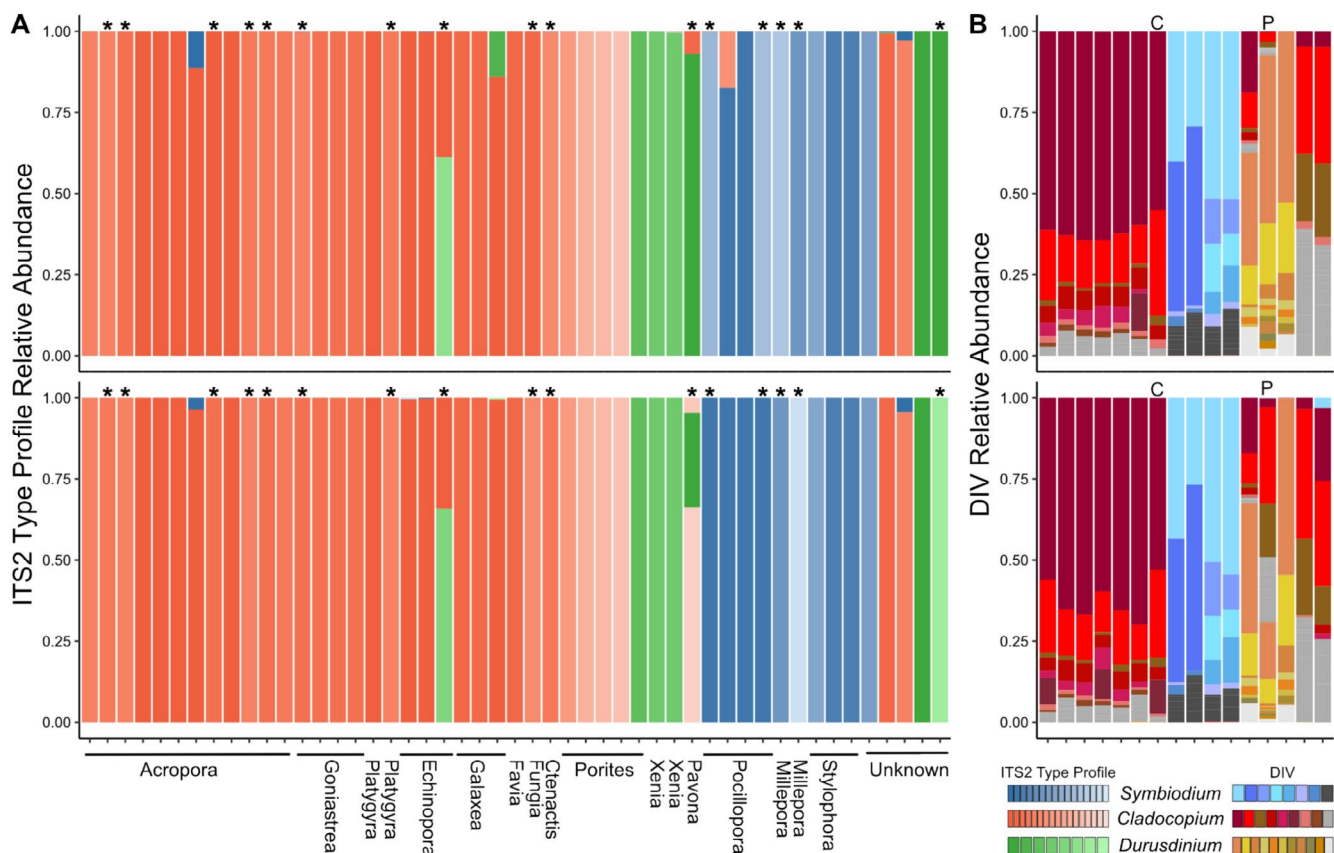 A
B
* * * * * * * * * * * * * * * *
C P
1.00
0.75
0.50
0.25
0.00
1.00
0.75
0.50
0.25
0.00
ITS2 Type Profile Relative Abundance
* * * * * * * * * * * * * * * *
C P
1.00
0.75
0.50
0.25
0.00
1.00
0.75
0.50
0.25
0.00
DIV Relative Abundance
Acropora
Goniastrea
Platygyra
Platygyra
Echinopora
Galaxea
Favia
Fungia
Ctenactis
Porites
Xenia
Xenia
Pavona
Pocillopora
Millepora
Millepora
Stylophora
Unknown
ITS2 Type Profile DIV
Symbiodium
Cladocopium
Durusdinium